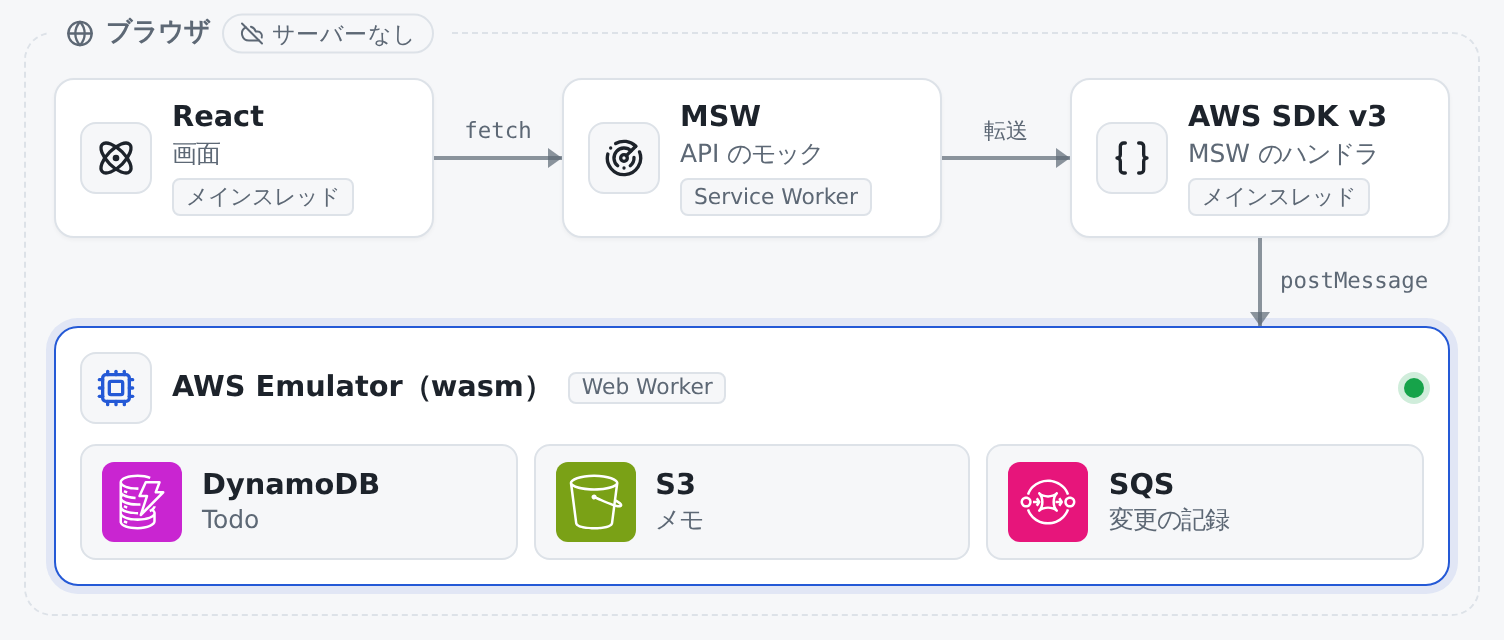 ブラウザ
サーバーなし
React
画面
メインスレッド
fetch
MSW
API のモック
Service Worker
転送
AWS SDK v3
MSW のハンドラ
メインスレッド
postMessage
AWS Emulator（wasm）
Web Worker
DynamoDB
Todo
S3
メモ
SQS
変更の記録